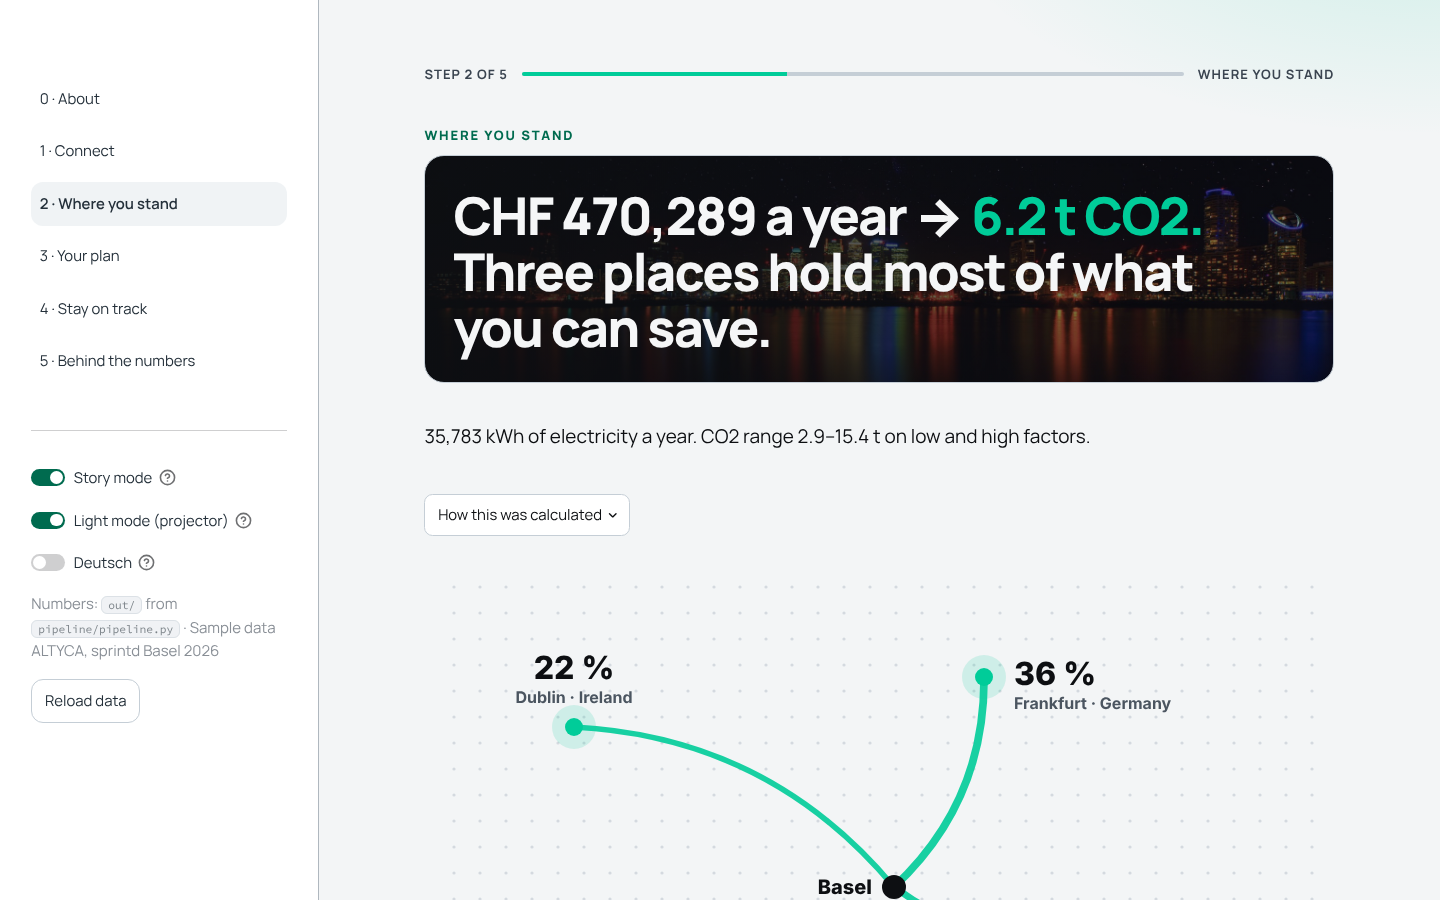 0 · About
1 · Connect
2 · Where you stand
3 · Your plan
4 · Stay on track
5 · Behind the numbers
Story mode
Light mode (projector)
Deutsch
Numbers: out/ from
pipeline/pipeline.py · Sample data
ALTYCA, sprintd Basel 2026
Reload data
STEP 2 OF 5
WHERE YOU STAND
WHERE YOU STAND
CHF 470,289 a year → 6.2 t CO2.
Three places hold most of what
you can save.
35,783 kWh of electricity a year. CO2 range 2.9–15.4 t on low and high factors.
How this was calculated
22 %
Dublin · Ireland
36 %
Frankfurt · Germany
Basel